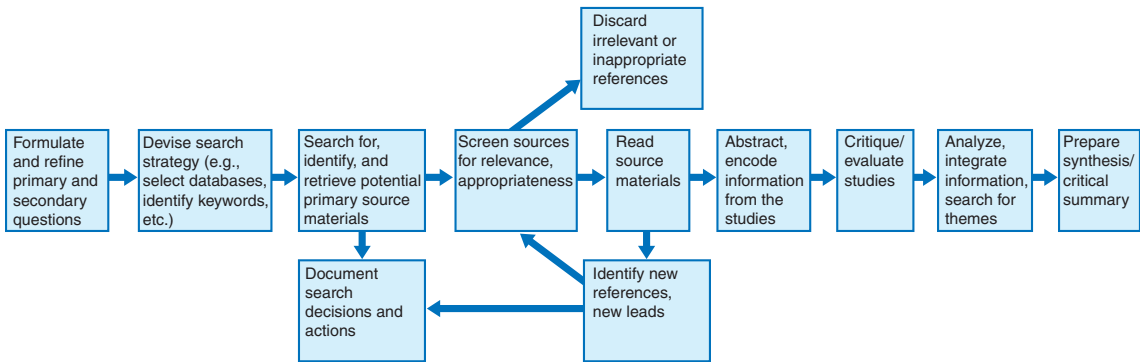 Discard
irrelevant or
inappropriate
references
Formulate
and refine
primary and
secondary
questions
Devise search
strategy (e.g.,
select databases,
identify keywords,
etc.)
Search for,
identify, and
retrieve potential
primary source
materials
Screen sources
for relevance,
appropriateness
Read
source
materials
Abstract,
encode
information
from the
studies
Critique/
evaluate
studies
Analyze,
integrate
information,
search for
themes
Prepare
synthesis/
critical
summary
Document
search
decisions and
actions
Identify new
references,
new leads